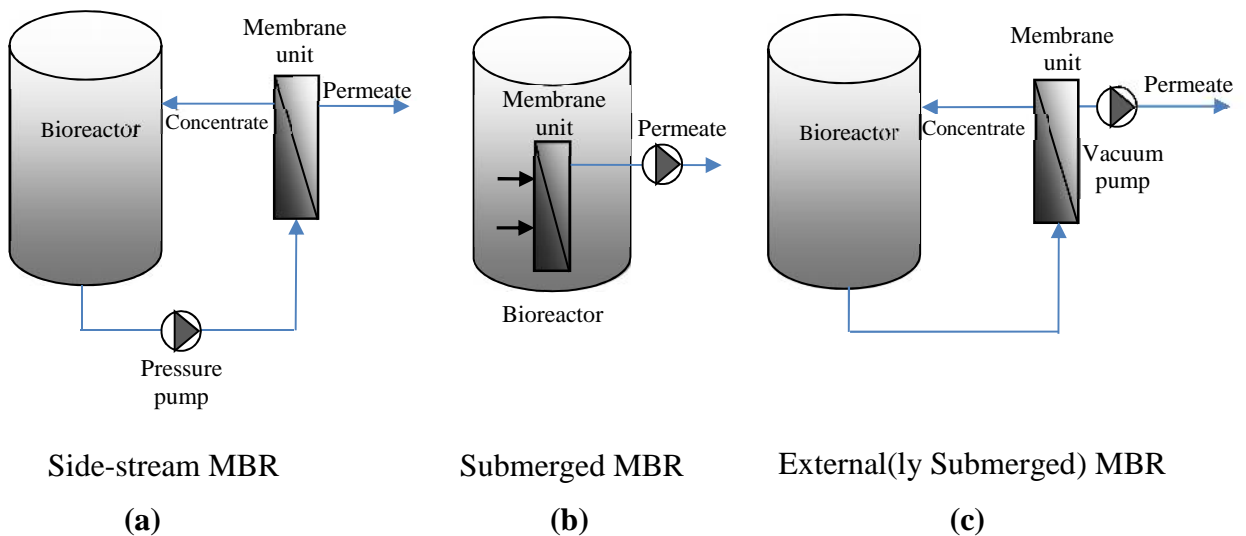 Membrane
unit
Permeate
Bioreactor
Concentrate
Pressure
pump
Side-stream MBR
(a)
Membrane
unit
Permeate
Bioreactor
Submerged MBR
(b)
Membrane
unit
Permeate
Bioreactor
Concentrate
Vacuum
pump
External(ly Submerged) MBR
(c)